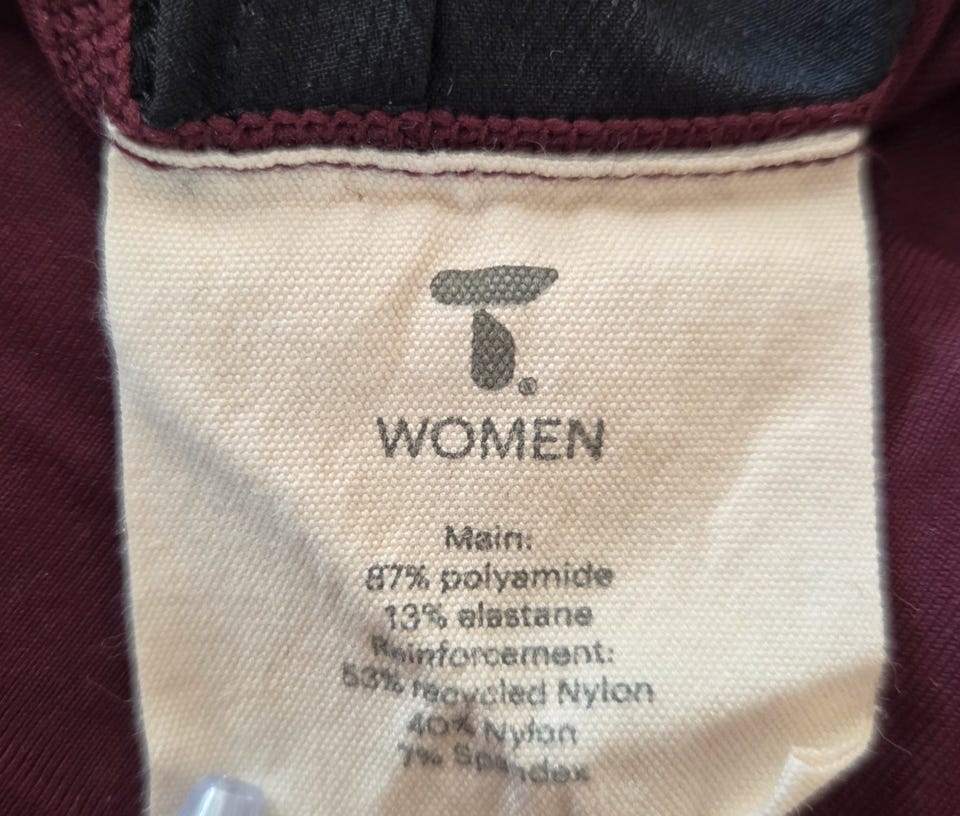 T®
WOMEN
Main:
87% polyamide
13% elastane
Reinforcement:
53% recycled Nylon
40% Nylon
7% Spandex